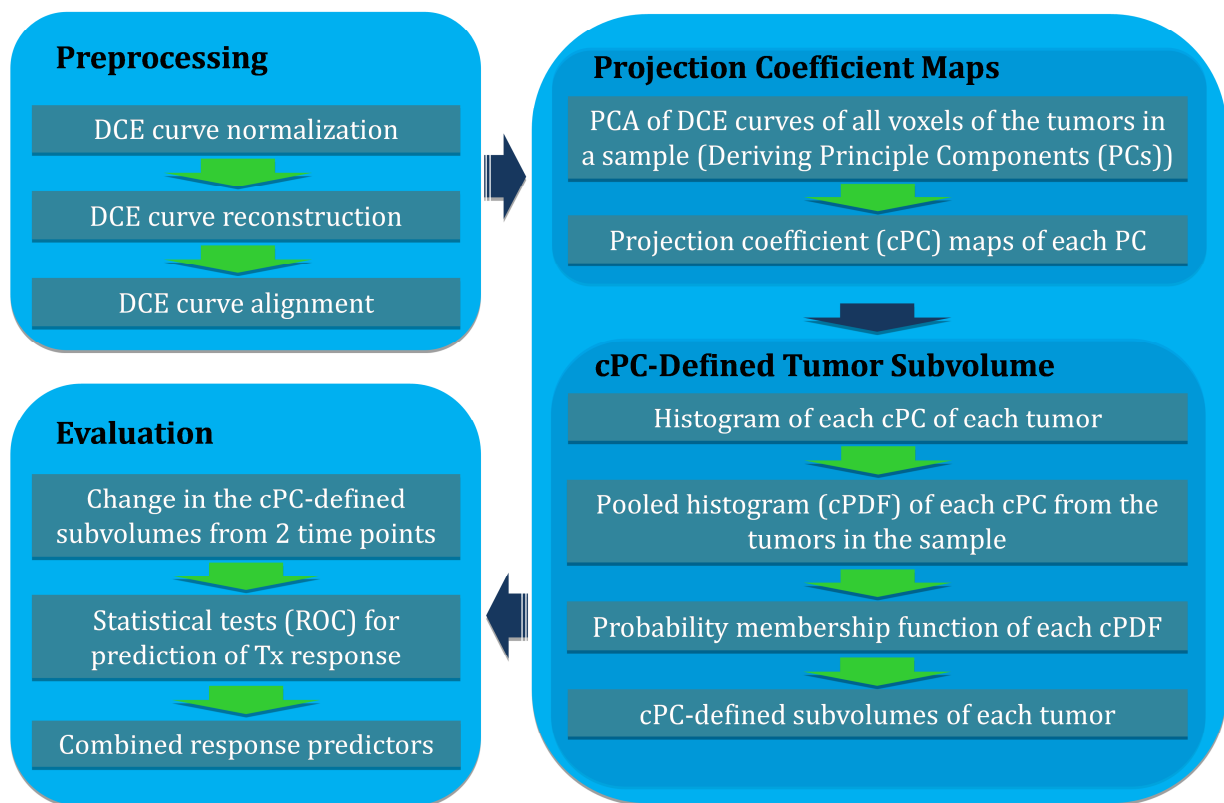 Preprocessing
DCE curve normalization
DCE curve reconstruction
DCE curve alignment
Projection Coefficient Maps
PCA of DCE curves of all voxels of the tumors in
a sample (Deriving Principle Components (PCs))
Projection coefficient (cPC) maps of each PC
cPC-Defined Tumor Subvolume
Histogram of each cPC of each tumor
Pooled histogram (cPDF) of each cPC from the
tumors in the sample
Probability membership function of each cPDF
cPC-defined subvolumes of each tumor
Evaluation
Change in the cPC-defined
subvolumes from 2 time points
Statistical tests (ROC) for
prediction of Tx response
Combined response predictors